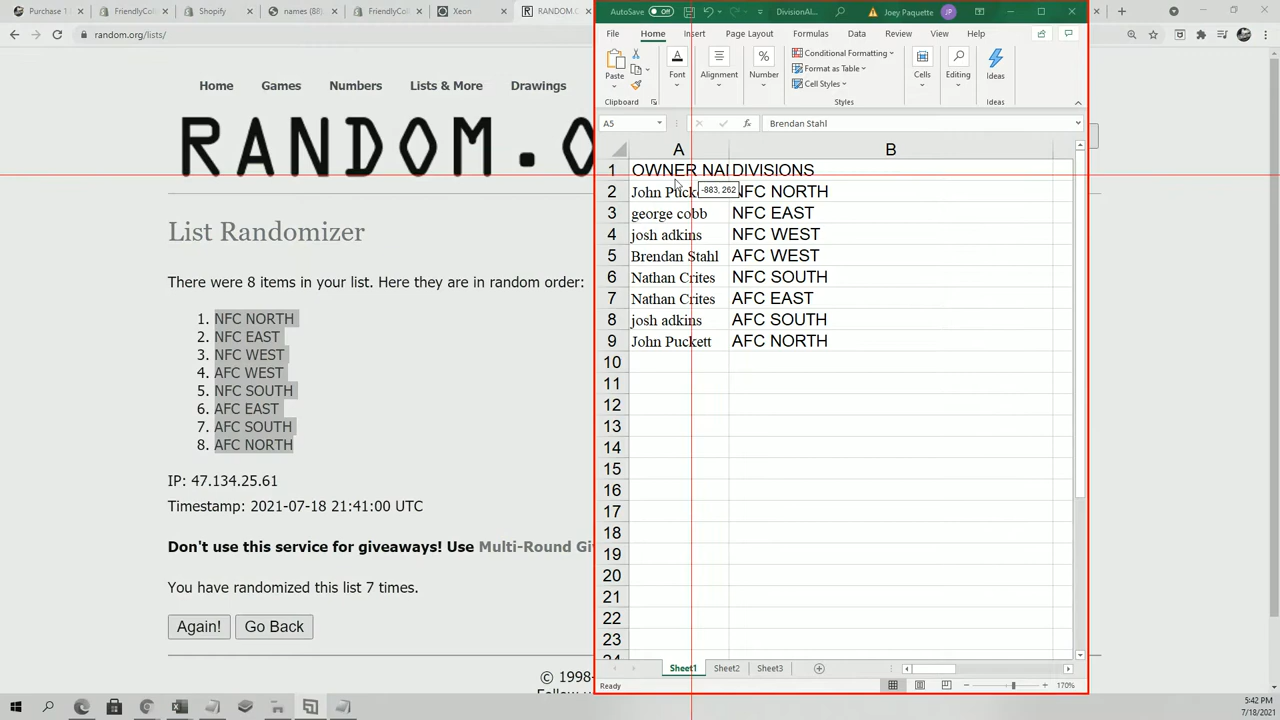 Purchase 1
Shopify
names (88)
Xeon
RANDOM.O
random.org/lists/
Home Games Numbers Lists & More Drawings
RANDOM.O
List Randomizer
There were 8 items in your list. Here they are in random order:
1. NFC NORTH
2. NFC EAST
3. NFC WEST
4. AFC WEST
5. NFC SOUTH
6. AFC EAST
7. AFC SOUTH
8. AFC NORTH
IP: 47.134.25.61
Timestamp: 2021-07-18 21:41:00 UTC
Don't use this service for giveaways! Use Multi-Round Gi
You have randomized this list 7 times.
Again! Go Back
© 1998-
AutoSave Off DivisionAl... Joey Paquette JP
File Home Insert Page Layout Formulas Data Review View Help
Paste Font Alignment Number Conditional Formatting Format as Table Cell Styles Cells Editing Ideas
Clipboard Styles Ideas
A5 fx Brendan Stahl
A B
1 OWNER NAI DIVISIONS
-883, 262
2 John Pucke NFC NORTH
3 george cobb NFC EAST
4 josh adkins NFC WEST
5 Brendan Stahl AFC WEST
6 Nathan Crites NFC SOUTH
7 Nathan Crites AFC EAST
8 josh adkins AFC SOUTH
9 John Puckett AFC NORTH
10
11
12
13
14
15
16
17
18
19
20
21
22
23
Sheet1 Sheet2 Sheet3
Ready 170%
5:42 PM
7/18/2021